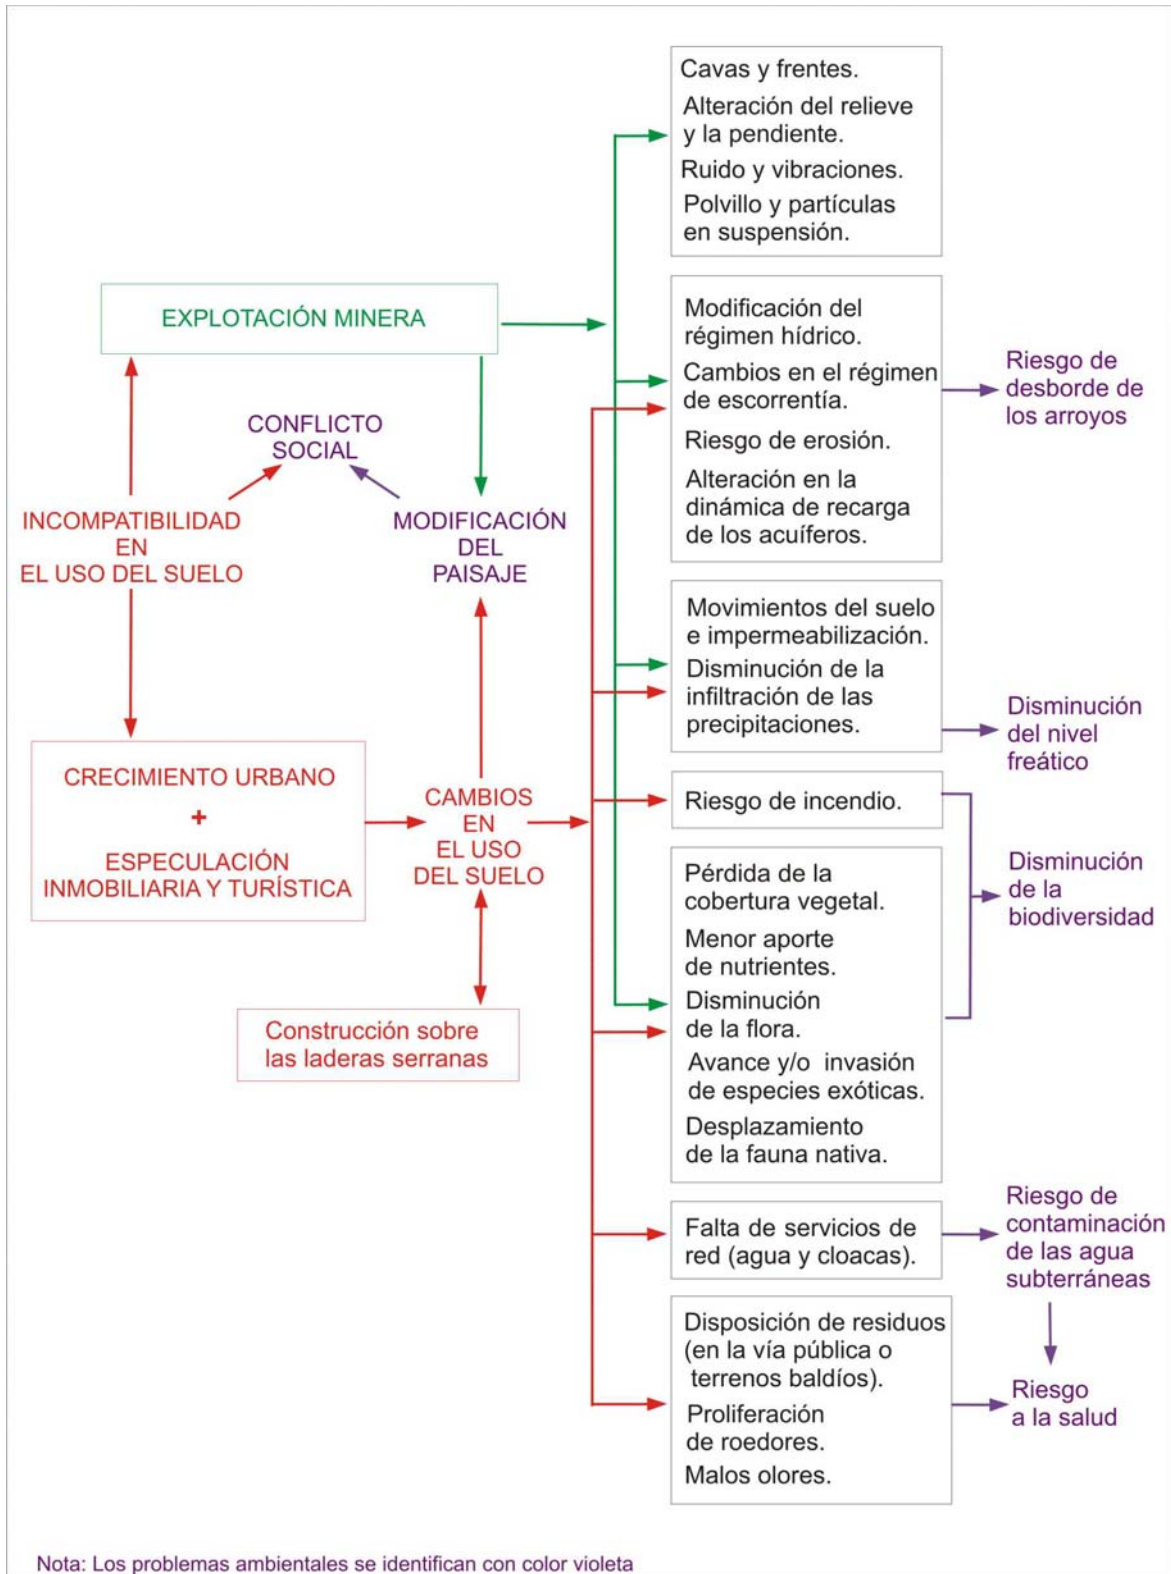 Cavas y frentes.
Alteración del relieve
y la pendiente.
Ruido y vibraciones.
Polvillo y partículas
en suspensión.
EXPLOTACIÓN MINERA
Modificación del
régimen hídrico.
Cambios en el régimen
de escorrentía.
Riesgo de erosión.
Alteración en la
dinámica de recarga
de los acuíferos.
Riesgo de
desborde de
los arroyos
CONFLICTO
SOCIAL
INCOMPATIBILIDAD
EN
EL USO DEL SUELO
MODIFICACIÓN
DEL
PAISAJE
Movimientos del suelo
e impermeabilización.
Disminución de la
infiltración de las
precipitaciones.
Disminución
del nivel
freático
CRECIMIENTO URBANO
+
ESPECULACIÓN
INMOBILIARIA Y TURÍSTICA
CAMBIOS
EN
EL USO
DEL SUELO
Riesgo de incendio.
Pérdida de la
cobertura vegetal.
Menor aporte
de nutrientes.
Disminución
de la flora.
Avance y/o invasión
de especies exóticas.
Desplazamiento
de la fauna nativa.
Disminución
de la
biodiversidad
Construcción sobre
las laderas serranas
Falta de servicios de
red (agua y cloacas).
Riesgo de
contaminación
de las agua
subterráneas
Disposición de residuos
(en la vía pública o
terrenos baldíos).
Proliferación
de roedores.
Malos olores.
Riesgo
a la salud
Nota: Los problemas ambientales se identifican con color violeta